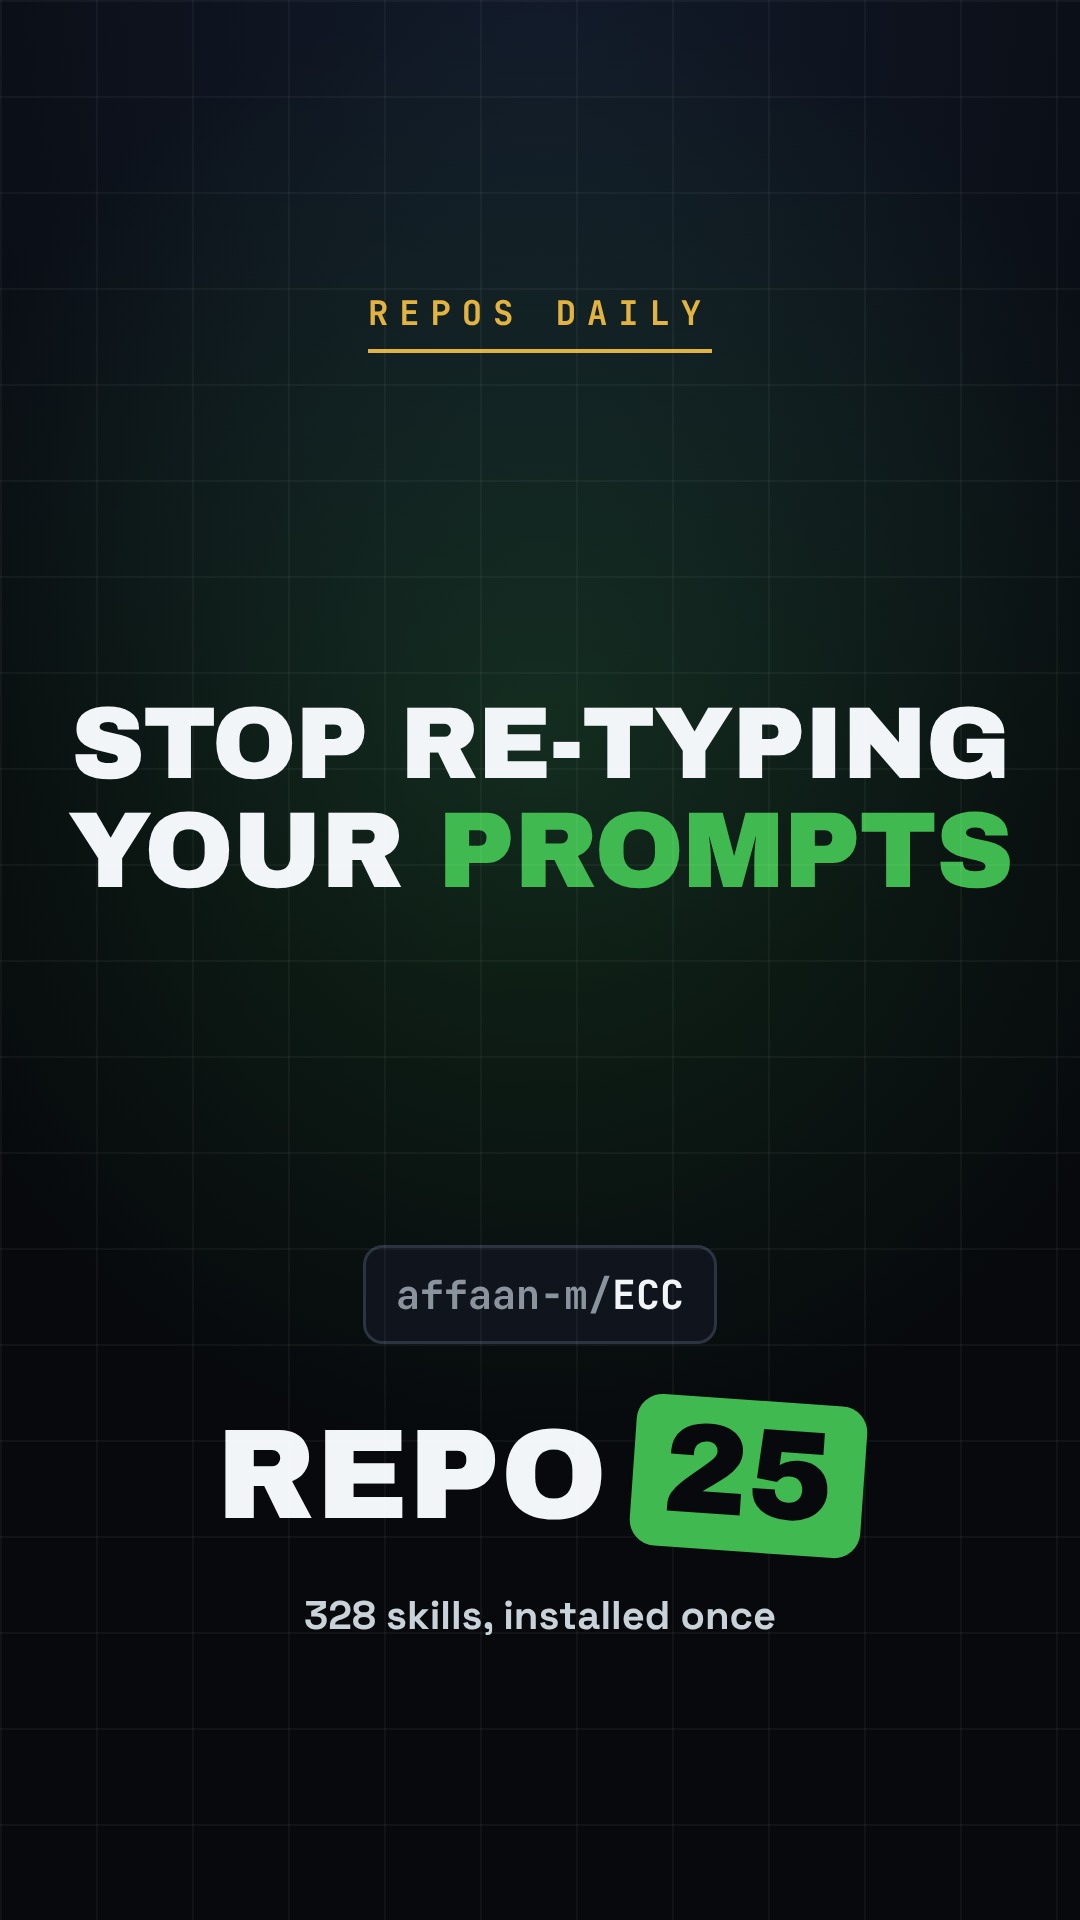 REPOS DAILY
STOP RE-TYPING
YOUR PROMPTS
affaan-m/ECC
REPO 25
328 skills, installed once